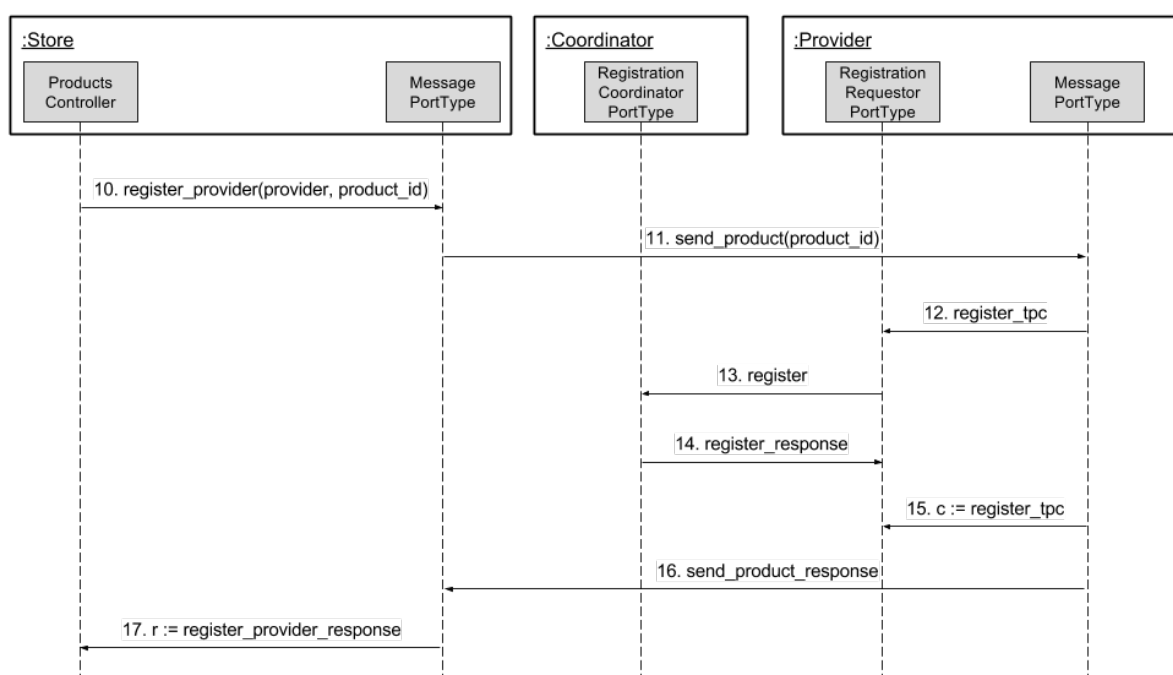 :Store
:Coordinator
:Provider
Products
Controller
Message
PortType
Registration
Coordinator
PortType
Registration
Requestor
PortType
Message
PortType
10. register_provider(provider, product_id)
11. send_product(product_id)
12. register_tpc
13. register
14. register_response
15. c := register_tpc
16. send_product_response
17. r := register_provider_response